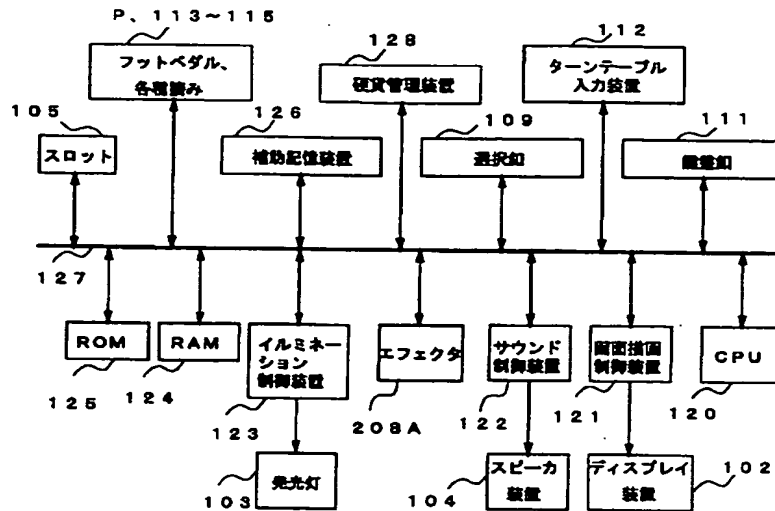 P、113～115
フットペダル、
各種読み
128
硬貨管理装置
112
ターンテーブル
入力装置
105
スロット
126
補助記憶装置
109
選択釦
111
鍵盤釦
127
ROM
125
RAM
124
イルミネー
ション
制御装置
123
エフェクタ
208A
サウンド
制御装置
122
画面描画
制御装置
121
CPU
120
発光灯
103
スピーカ
装置
104
ディスプレイ
装置
102